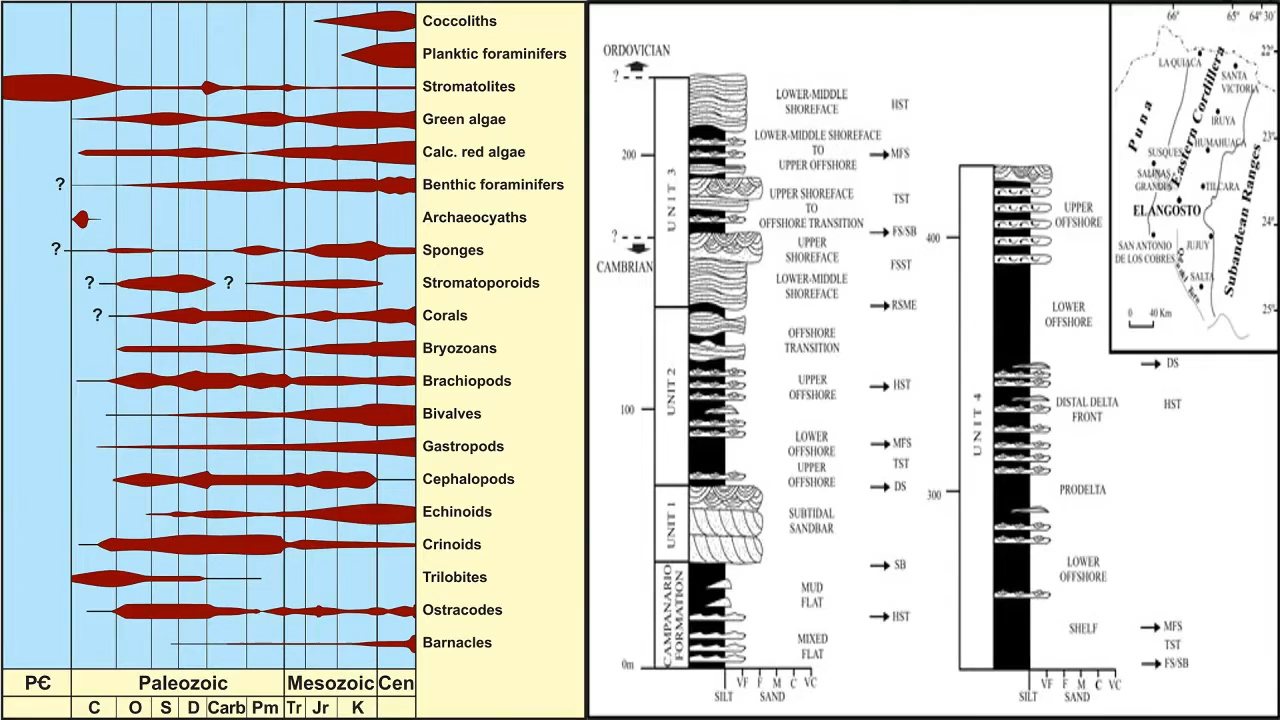 Coccoliths
Planktic foraminifers
Stromatolites
Green algae
Calc. red algae
? Benthic foraminifers
Archaeocyaths
? Sponges
? ? Stromatoporoids
? Corals
Bryozoans
Brachiopods
Bivalves
Gastropods
Cephalopods
Echinoids
Crinoids
Trilobites
Ostracodes
Barnacles
PЄ Paleozoic Mesozoic Cen
C O S D Carb Pm Tr Jr K
ORDOVICIAN
?
200
?
CAMBRIAN
100
0m
UNIT 3
UNIT 2
UNIT 1
CAMPANARIO
FORMATION
LOWER-MIDDLE
SHOREFACE
HST
LOWER-MIDDLE SHOREFACE
TO
UPPER OFFSHORE
MFS
UPPER SHOREFACE
TO
OFFSHORE TRANSITION
TST
FS/SB
UPPER
SHOREFACE
FSST
LOWER-MIDDLE
SHOREFACE
RSME
OFFSHORE
TRANSITION
UPPER
OFFSHORE
HST
LOWER
OFFSHORE
MFS
UPPER
OFFSHORE
TST
DS
SUBTIDAL
SANDBAR
SB
MUD
FLAT
HST
MIXED
FLAT
VF F M C VC
SILT SAND
400
300
UNIT 4
UPPER
OFFSHORE
LOWER
OFFSHORE
DS
DISTAL DELTA
FRONT
HST
PRODELTA
LOWER
OFFSHORE
SHELF
MFS
TST
FS/SB
VF F M C VC
SILT SAND
66° 65° 64° 30'
22°
23°
24°
25°
LA QUIACA
SANTA
VICTORIA
IRUYA
HUMAHUACA
SUSQUES
SALINAS
GRANDES
TILCARA
EL ANGOSTO
SAN ANTONIO
DE LOS COBRES
JUJUY
SALTA
Puna
Eastern Cordillera
Subandean Ranges
0 40 Km